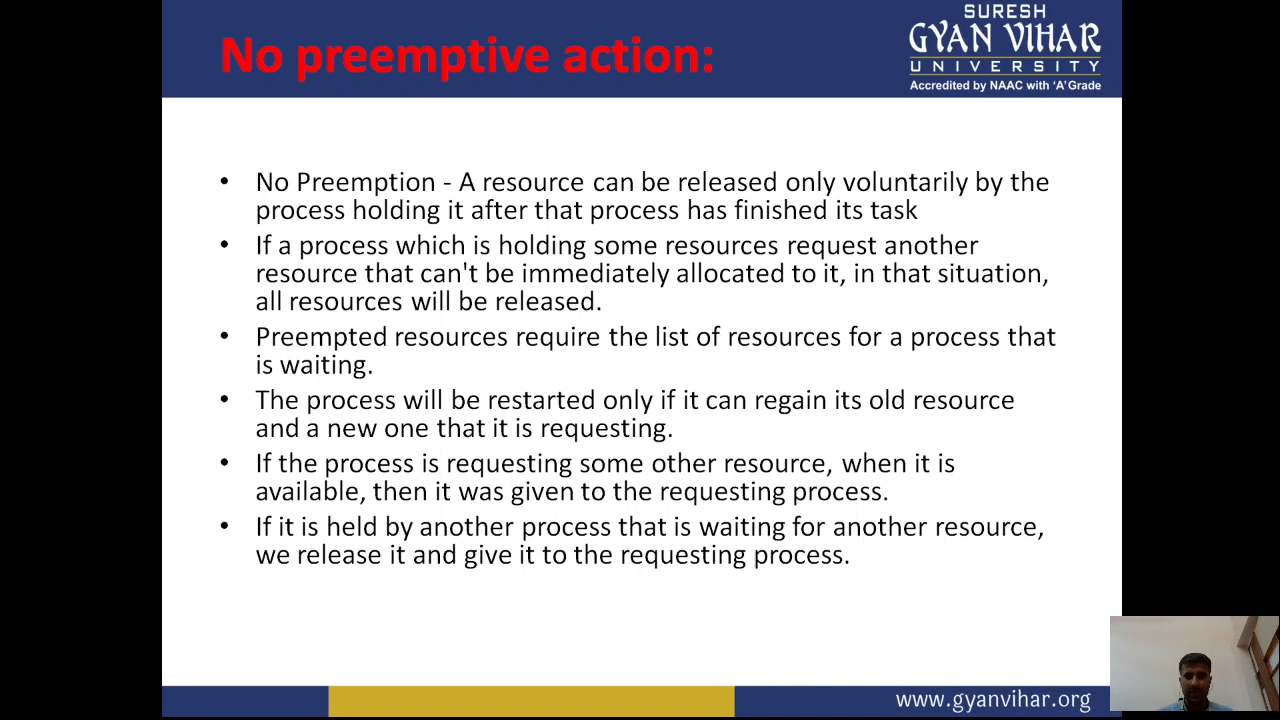 No preemptive action:
SURESH
GYAN VIHAR
UNIVERSITY
Accredited by NAAC with 'A' Grade
• No Preemption - A resource can be released only voluntarily by the
process holding it after that process has finished its task
• If a process which is holding some resources request another
resource that can't be immediately allocated to it, in that situation,
all resources will be released.
• Preempted resources require the list of resources for a process that
is waiting.
• The process will be restarted only if it can regain its old resource
and a new one that it is requesting.
• If the process is requesting some other resource, when it is
available, then it was given to the requesting process.
• If it is held by another process that is waiting for another resource,
we release it and give it to the requesting process.
www.gyanvihar.org